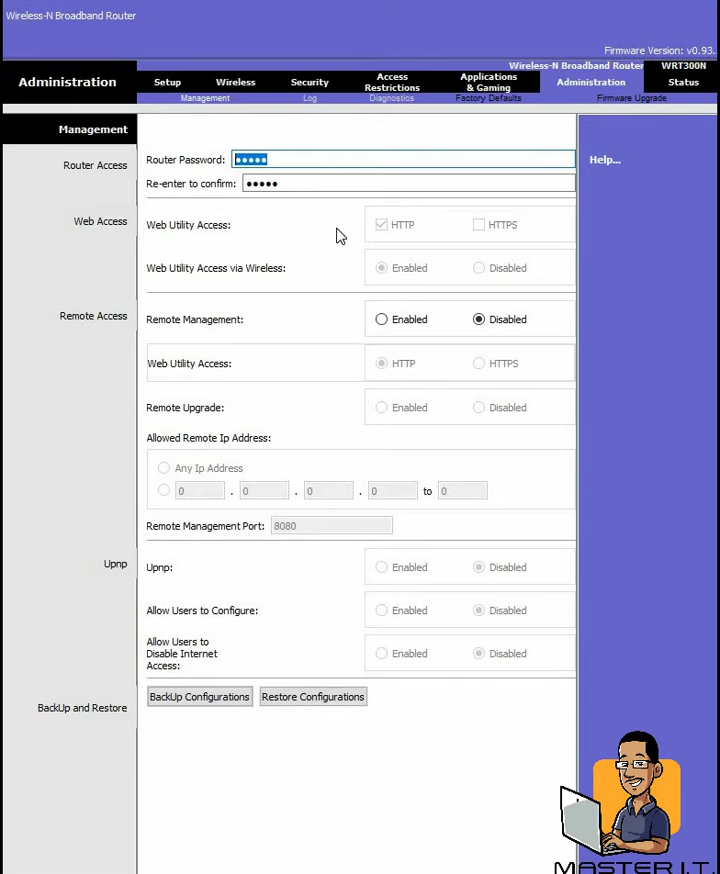 Wireless-N Broadband Router
Firmware Version: v0.93.
Wireless-N Broadband Router WRT300N
Administration Setup Wireless Security Access Restrictions Applications & Gaming Administration Status
Management Log Diagnostics Factory Defaults Firmware Upgrade
Management
Router Access
Router Password: •••••
Help...
Re-enter to confirm: •••••
Web Access
Web Utility Access: HTTP HTTPS
Web Utility Access via Wireless: Enabled Disabled
Remote Access
Remote Management: Enabled Disabled
Web Utility Access: HTTP HTTPS
Remote Upgrade: Enabled Disabled
Allowed Remote Ip Address:
Any Ip Address
0 . 0 . 0 . 0 to 0
Remote Management Port: 8080
Upnp
Upnp: Enabled Disabled
Allow Users to Configure: Enabled Disabled
Allow Users to
Disable Internet Enabled Disabled
Access:
BackUp and Restore
BackUp Configurations Restore Configurations
MASTER I.T.